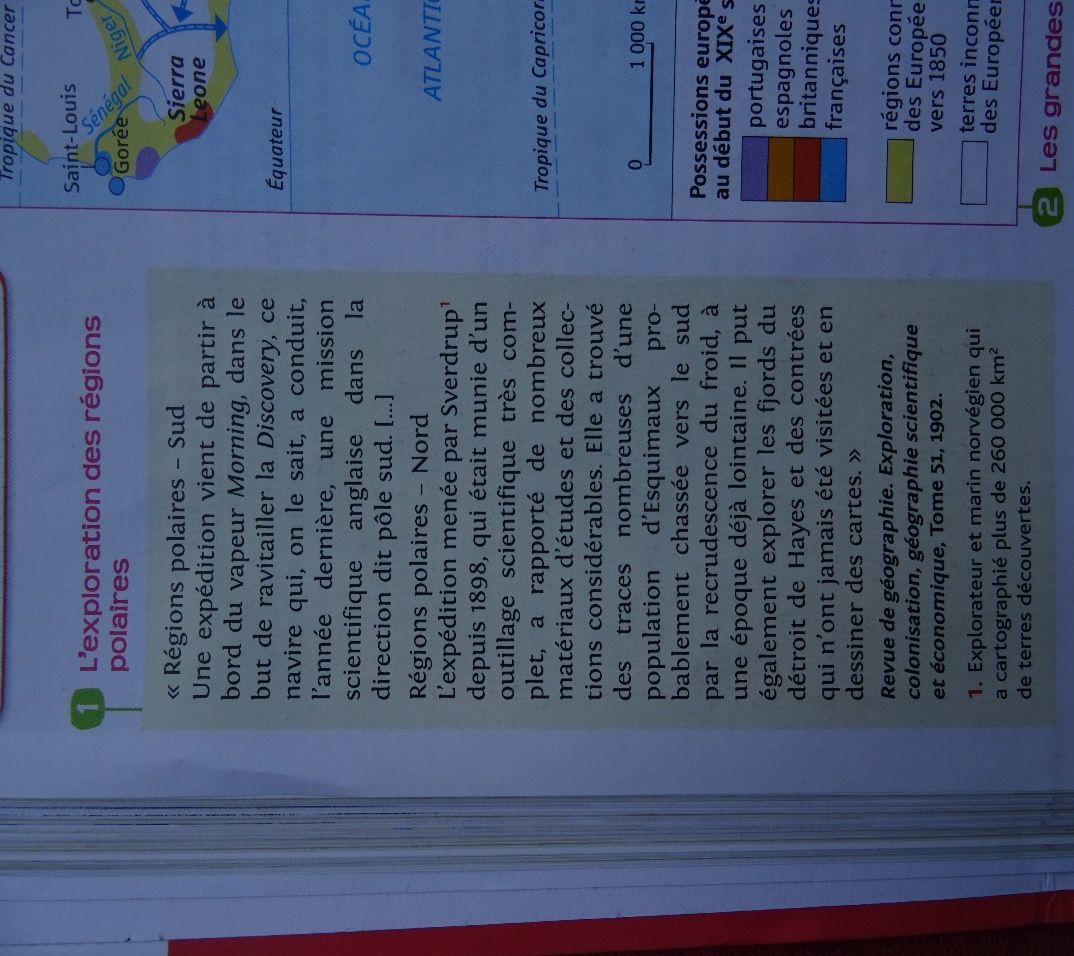 1 L'exploration des régions
polaires
« Régions polaires – Sud
Une expédition vient de partir à
bord du vapeur Morning, dans le
but de ravitailler la Discovery, ce
navire qui, on le sait, a conduit,
l'année dernière, une mission
scientifique anglaise dans la
direction dit pôle sud. [...]
Régions polaires – Nord
L'expédition menée par Sverdrup¹
depuis 1898, qui était munie d'un
outillage scientifique très com-
plet, a rapporté de nombreux
matériaux d'études et des collec-
tions considérables. Elle a trouvé
des traces nombreuses d'une
population d'Esquimaux pro-
bablement chassée vers le sud
par la recrudescence du froid, à
une époque déjà lointaine. Il put
également explorer les fjords du
détroit de Hayes et des contrées
qui n'ont jamais été visitées et en
dessiner des cartes. »
Revue de géographie. Exploration,
colonisation, géographie scientifique
et économique, Tome 51, 1902.
1. Explorateur et marin norvégien qui
a cartographié plus de 260 000 km²
de terres découvertes.
Tropique du Cancer
Saint-Louis
Sénégal
Niger
Gorée
Sierra
Leone
Équateur
OCÉA
ATLANTI
Tropique du Capricor
0 1 000 k
Possessions europé
au début du XIXe s
portugaises
espagnoles
britanniques
françaises
régions conn
des Europée
vers 1850
terres inconn
des Européen
2 Les grandes